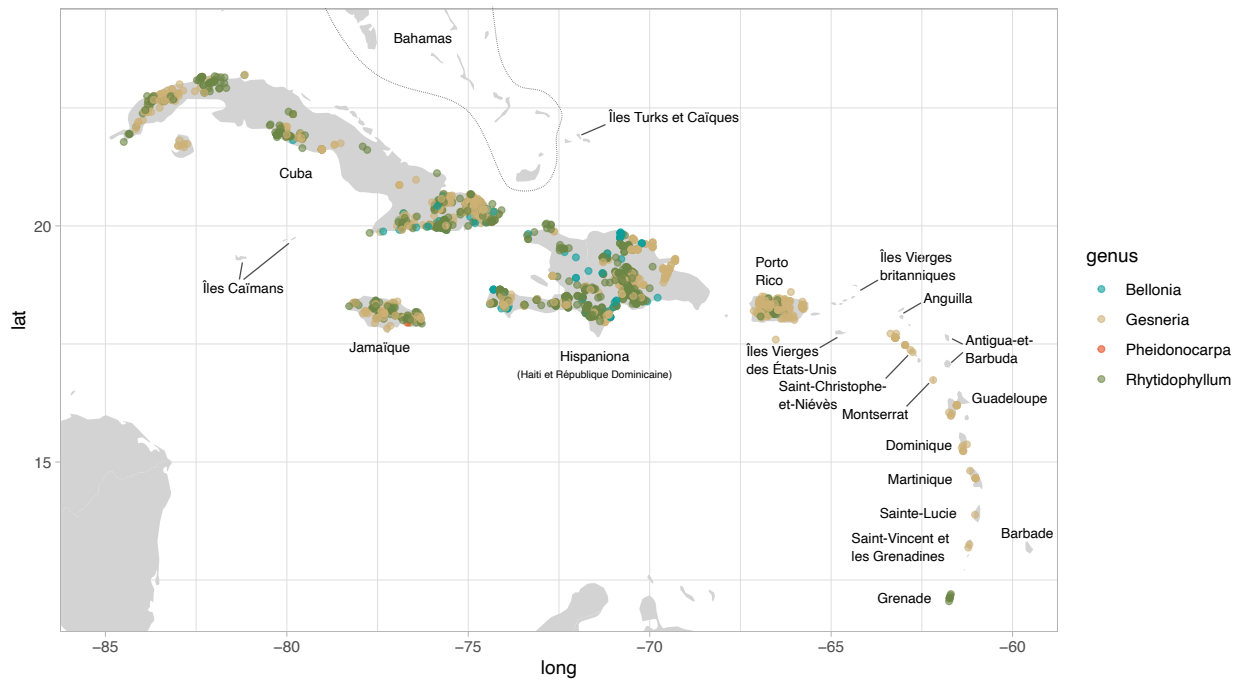 Bahamas
Îles Turks et Caïques
Cuba
20
Îles Caïmans
Jamaïque
Hispaniona
(Haiti et République Dominicaine)
Porto
Rico
Îles Vierges
britanniques
Anguilla
Îles Vierges
des États-Unis
Antigua-et-
Barbuda
Saint-Christophe-
et-Niévès
Montserrat
Guadeloupe
Dominique
15
Martinique
Sainte-Lucie
Barbade
Saint-Vincent et
les Grenadines
Grenade
lat
−85
−80
−75
−70
−65
−60
long
genus
Bellonia
Gesneria
Pheidonocarpa
Rhytidophyllum